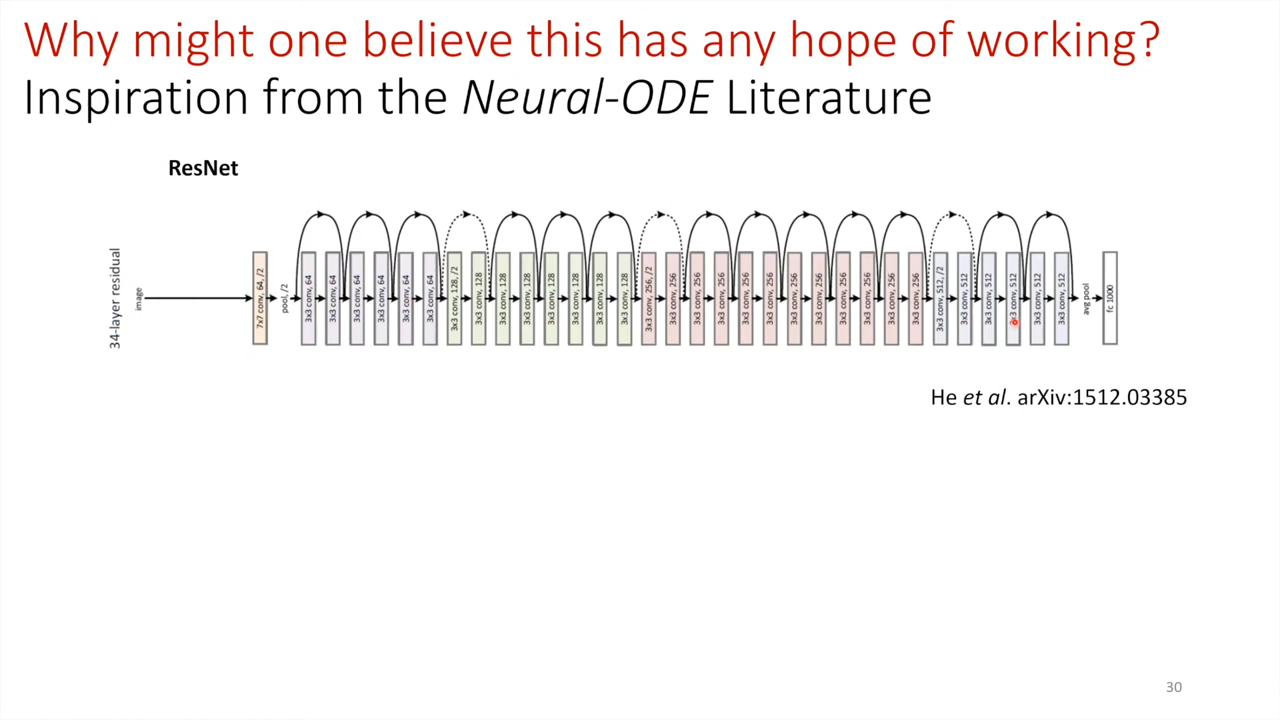 Why might one believe this has any hope of working?
Inspiration from the Neural-ODE Literature
ResNet
34-layer residual
image
7x7 conv, 64, /2
pool, /2
3x3 conv, 64
3x3 conv, 64
3x3 conv, 64
3x3 conv, 64
3x3 conv, 64
3x3 conv, 64
3x3 conv, 128, /2
3x3 conv, 128
3x3 conv, 128
3x3 conv, 128
3x3 conv, 128
3x3 conv, 128
3x3 conv, 128
3x3 conv, 128
3x3 conv, 256, /2
3x3 conv, 256
3x3 conv, 256
3x3 conv, 256
3x3 conv, 256
3x3 conv, 256
3x3 conv, 256
3x3 conv, 256
3x3 conv, 256
3x3 conv, 256
3x3 conv, 256
3x3 conv, 256
3x3 conv, 512, /2
3x3 conv, 512
3x3 conv, 512
3x3 conv, 512
3x3 conv, 512
3x3 conv, 512
avg pool
fc 1000
He et al. arXiv:1512.03385
30